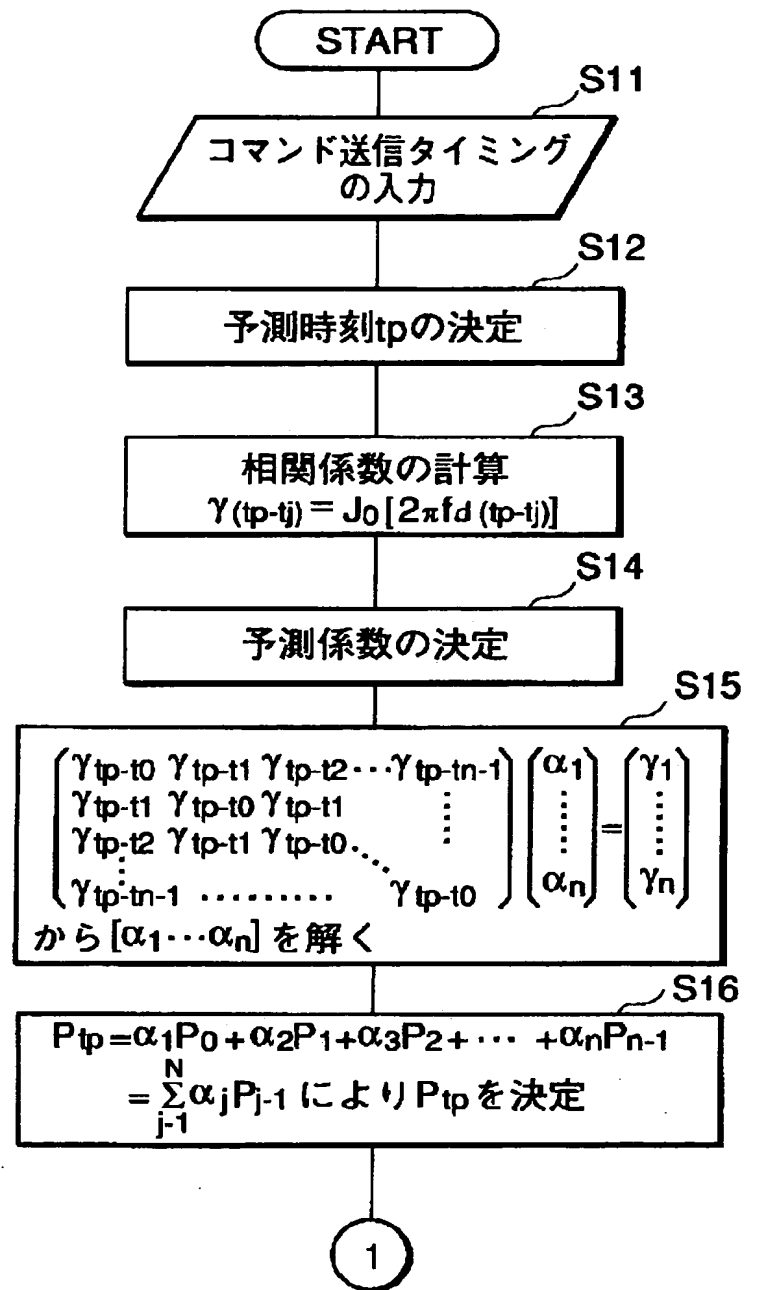 START
S11
コマンド送信タイミング
の入力
S12
予測時刻tpの決定
S13
相関係数の計算
γ(tp-tj) = J0 [2πfd (tp-tj)]
S14
予測係数の決定
S15
γtp-t0 γtp-t1 γtp-t2 ⋯ γtp-tn-1 α1 γ1
γtp-t1 γtp-t0 γtp-t1 ⋮ ⋮ ⋮
γtp-t2 γtp-t1 γtp-t0 ⋱ = 
γtp-tn-1 ⋯⋯⋯ γtp-t0 αn γn
から [α1⋯αn] を解く
S16
Ptp = α1P0 + α2P1 + α3P2 + ⋯ + αnPn-1
N
= Σ αjPj-1 により Ptp を決定
j-1
1